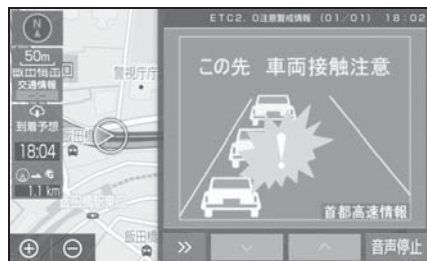 N
ETC2.0注意警戒情報 (01/01) 18:02
50m
交通情報
警視庁
この先 車両接触注意
到着予想
18:04
1.1 km
首都高速情報
飯田橋
音声停止